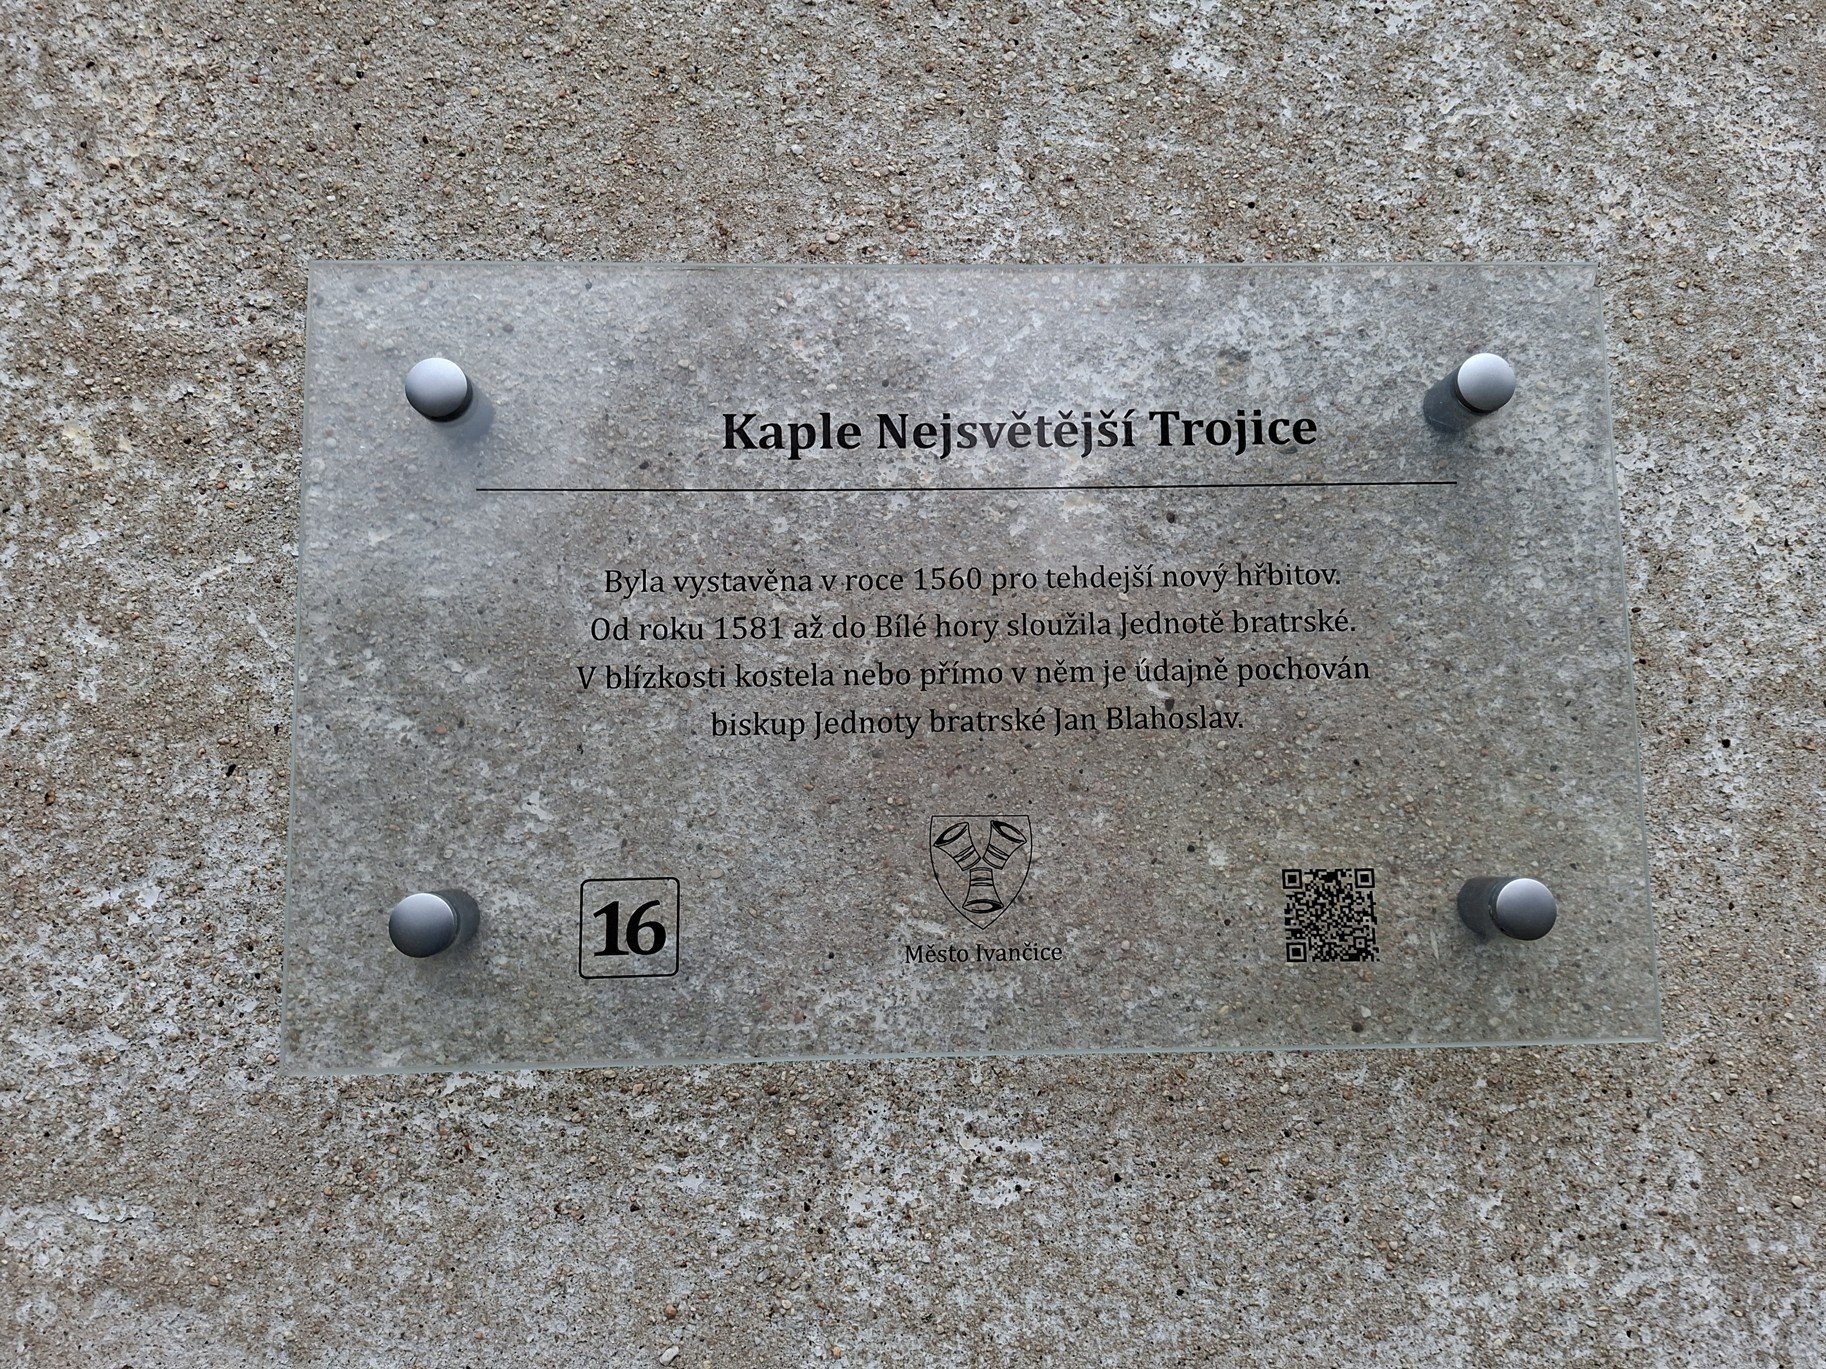 Kaple Nejsvětější Trojice
Byla vystavěna v roce 1560 pro tehdejší nový hřbitov.
Od roku 1581 až do Bílé hory sloužila Jednotě bratrské.
V blízkosti kostela nebo přímo v něm je údajně pochován
biskup Jednoty bratrské Jan Blahoslav.
16
Město Ivančice